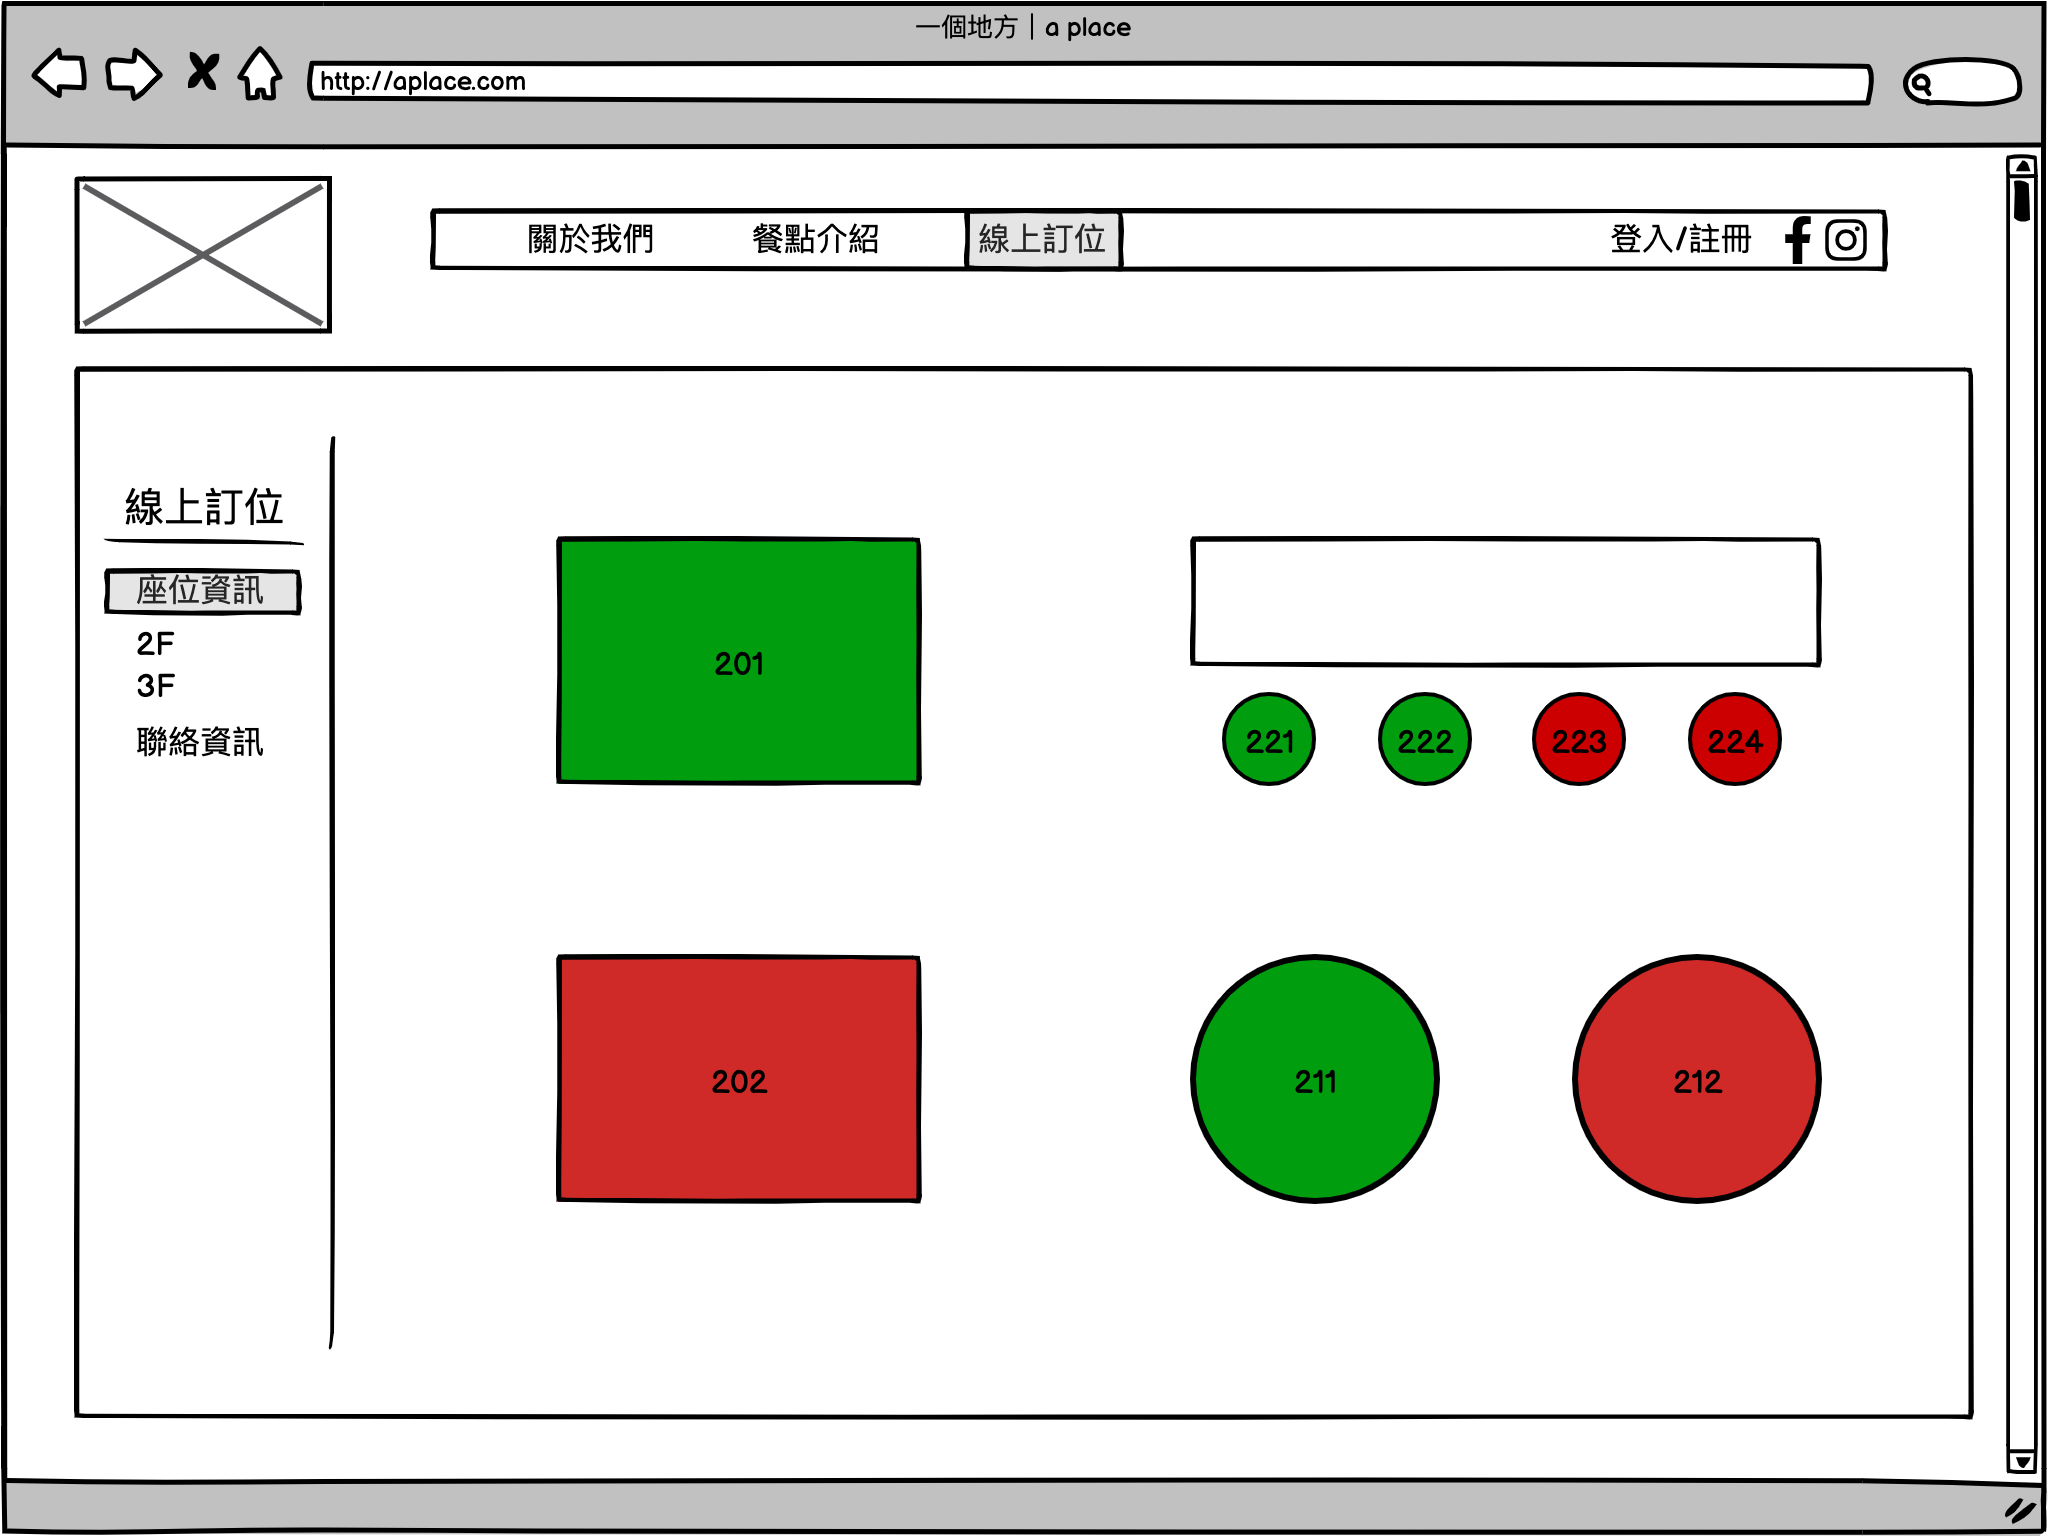 一個地方｜a place
http://aplace.com
關於我們 餐點介紹 線上訂位 登入/註冊
線上訂位
座位資訊
2F
3F
聯絡資訊
201
221 222 223 224
202 211 212